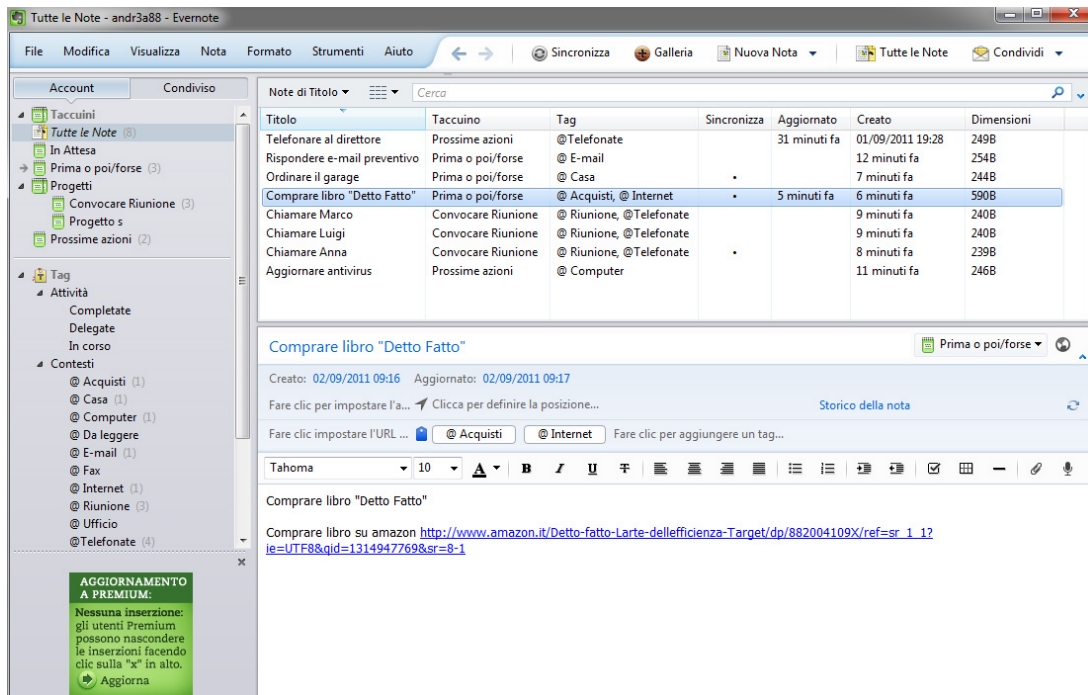 Tutte le Note - andr3a88 - Evernote
File Modifica Visualizza Nota Formato Strumenti Aiuto Sincronizza Galleria Nuova Nota Tutte le Note Condividi
Account Condiviso
Taccuini
Tutte le Note (8)
In Attesa
Prima o poi/forse (3)
Progetti
Convocare Riunione (3)
Progetto s
Prossime azioni (2)
Tag
Attività
Completate
Delegate
In corso
Contesti
@ Acquisti (1)
@ Casa (1)
@ Computer (1)
@ Da leggere
@ E-mail (1)
@ Fax
@ Internet (1)
@ Riunione (3)
@ Ufficio
@Telefonate (4)
AGGIORNAMENTO
A PREMIUM:
Nessuna inserzione:
gli utenti Premium
possono nascondere
le inserzioni facendo
clic sulla "x" in alto.
Aggiorna
Note di Titolo Cerca
Titolo Taccuino Tag Sincronizza Aggiornato Creato Dimensioni
Telefonare al direttore Prossime azioni @Telefonate 31 minuti fa 01/09/2011 19:28 249B
Rispondere e-mail preventivo Prima o poi/forse @ E-mail 12 minuti fa 254B
Ordinare il garage Prima o poi/forse @ Casa 7 minuti fa 244B
Comprare libro "Detto Fatto" Prima o poi/forse @ Acquisti, @ Internet 5 minuti fa 6 minuti fa 590B
Chiamare Marco Convocare Riunione @ Riunione, @Telefonate 9 minuti fa 240B
Chiamare Luigi Convocare Riunione @ Riunione, @Telefonate 9 minuti fa 240B
Chiamare Anna Convocare Riunione @ Riunione, @Telefonate 8 minuti fa 239B
Aggiornare antivirus Prossime azioni @ Computer 11 minuti fa 246B
Comprare libro "Detto Fatto" Prima o poi/forse
Creato: 02/09/2011 09:16 Aggiornato: 02/09/2011 09:17
Fare clic per impostare l'a... Clicca per definire la posizione... Storico della nota
Fare clic impostare l'URL ... @ Acquisti @ Internet Fare clic per aggiungere un tag...
Tahoma 10 A B I U T
Comprare libro "Detto Fatto"
Comprare libro su amazon http://www.amazon.it/Detto-fatto-Larte-dellefficienza-Target/dp/882004109X/ref=sr_1_1?
ie=UTF8&qid=1314947769&sr=8-1